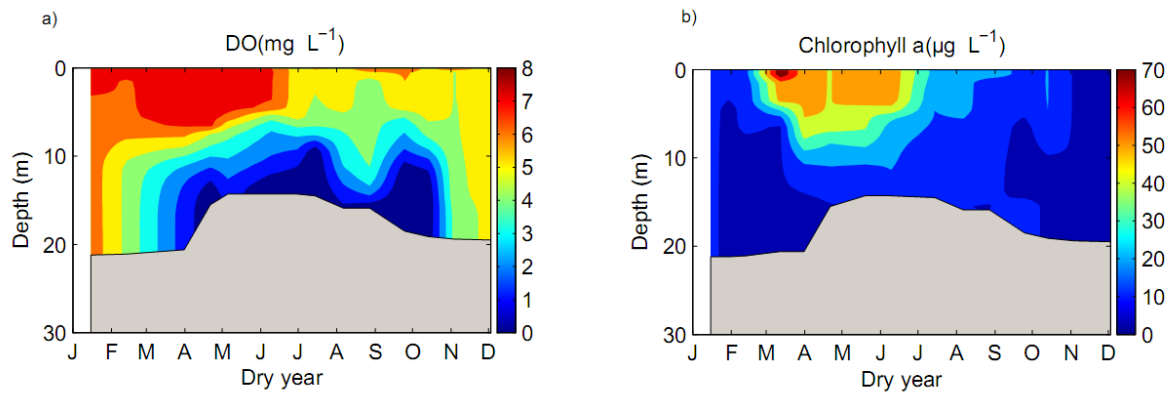 a)
DO(mg L⁻¹)
0
10
20
30
Depth (m)
J F M A M J J A S O N D
Dry year
8
7
6
5
4
3
2
1
0
b)
Chlorophyll a(µg L⁻¹)
0
10
20
30
Depth (m)
J F M A M J J A S O N D
Dry year
70
60
50
40
30
20
10
0